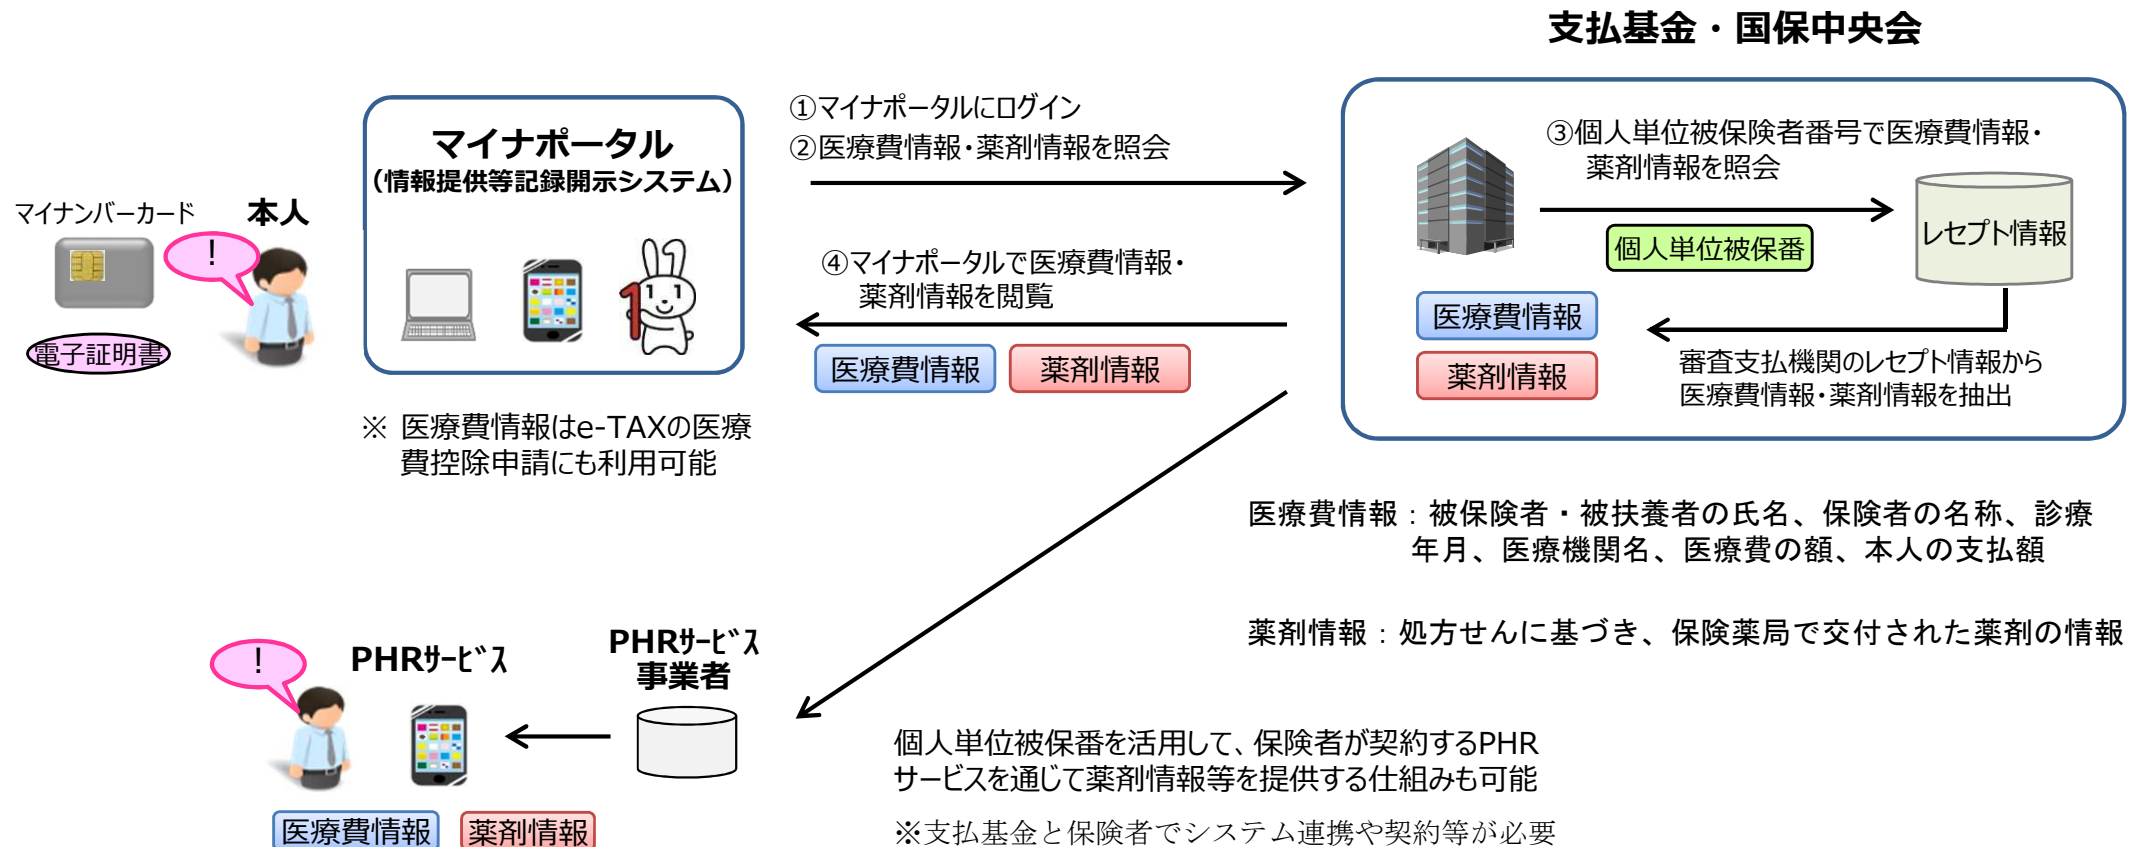 支払基金・国保中央会
マイナポータル
（情報提供等記録開示システム）
マイナンバーカード
本人
！
電子証明書
1
※ 医療費情報はe-TAXの医療
費控除申請にも利用可能
①マイナポータルにログイン
②医療費情報・薬剤情報を照会
④マイナポータルで医療費情報・
薬剤情報を閲覧
医療費情報
薬剤情報
③個人単位被保険者番号で医療費情報・
薬剤情報を照会
個人単位被保番
レセプト情報
医療費情報
薬剤情報
審査支払機関のレセプト情報から
医療費情報・薬剤情報を抽出
医療費情報：被保険者・被扶養者の氏名、保険者の名称、診療
年月、医療機関名、医療費の額、本人の支払額
薬剤情報：処方せんに基づき、保険薬局で交付された薬剤の情報
！
PHRｻｰﾋﾞｽ
PHRｻｰﾋﾞｽ
事業者
医療費情報
薬剤情報
個人単位被保番を活用して、保険者が契約するPHR
サービスを通じて薬剤情報等を提供する仕組みも可能
※支払基金と保険者でシステム連携や契約等が必要